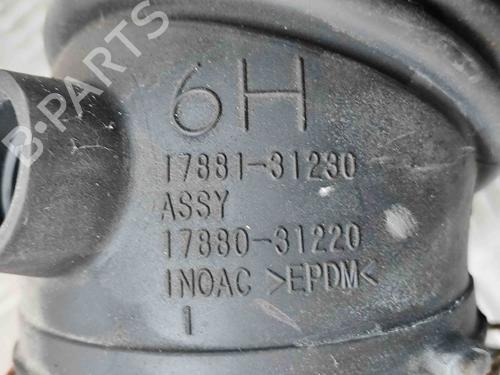 B-PARTS
6H
17881-31230
ASSY
17880-31220
INOAC >EPDM<
1